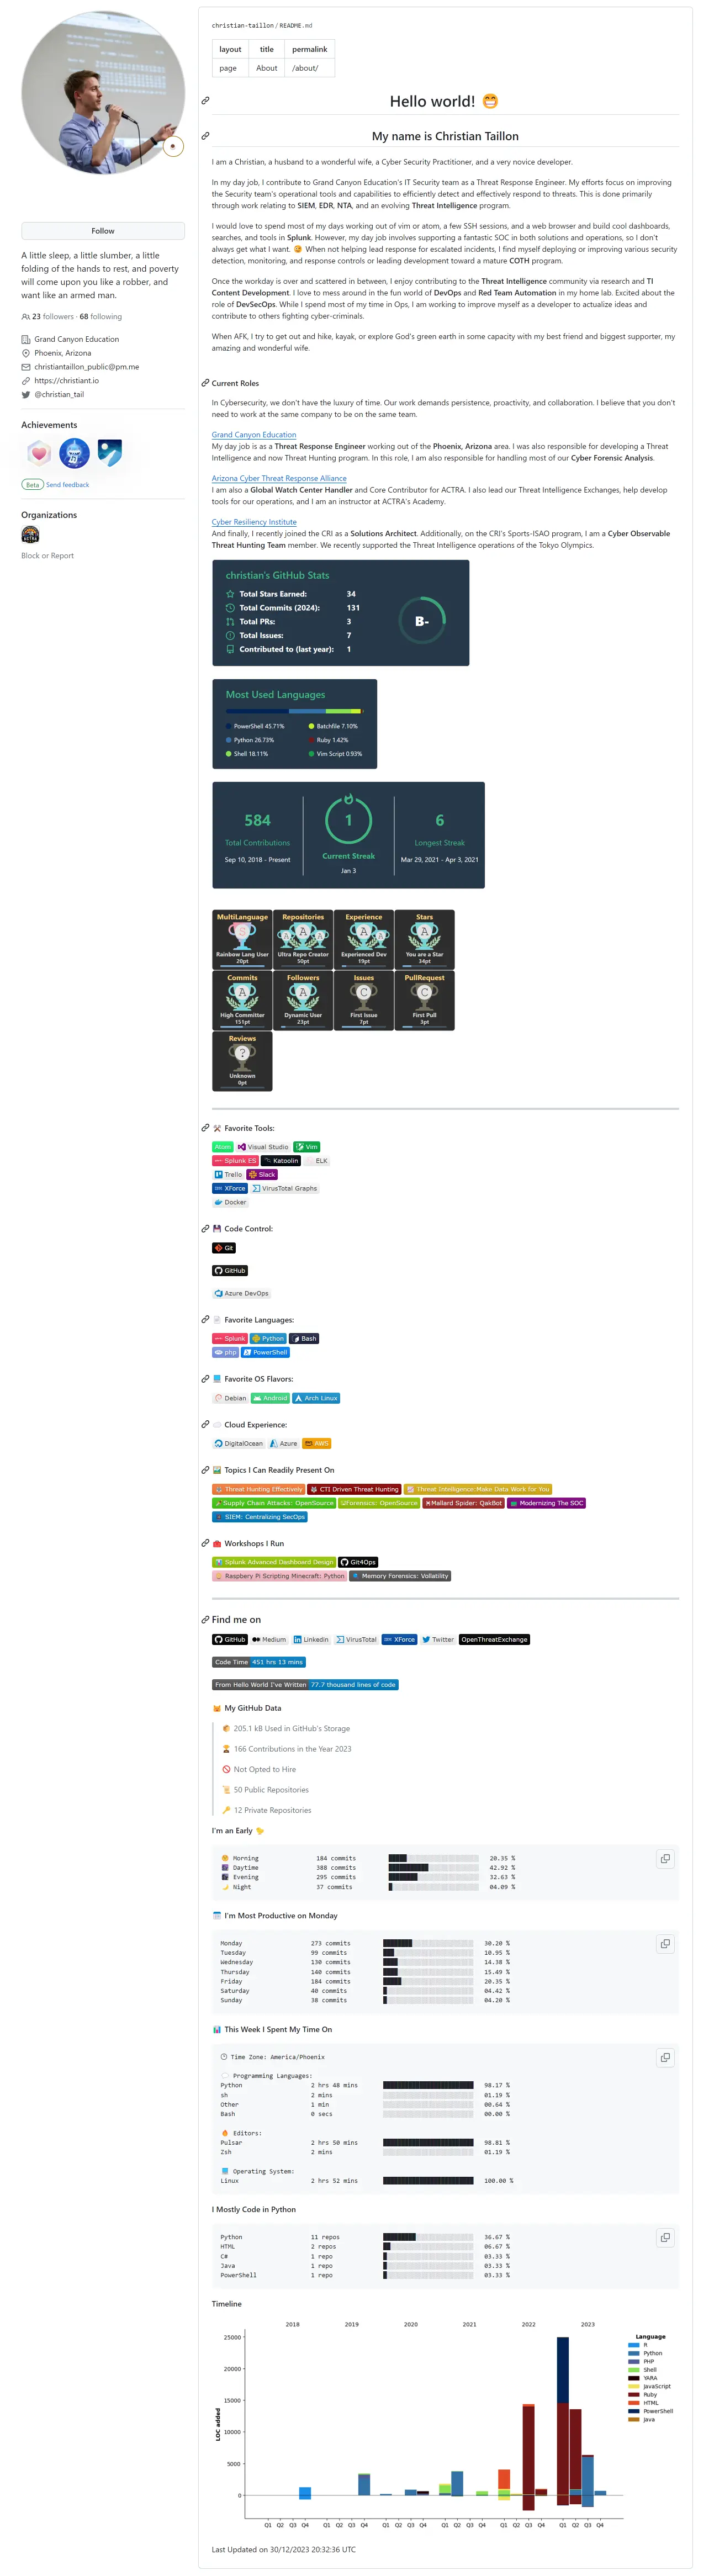 christian-taillon / README.md
layout title permalink
page About /about/
Hello world! 😁
My name is Christian Taillon
I am a Christian, a husband to a wonderful wife, a Cyber Security Practitioner, and a very novice developer.
In my day job, I contribute to Grand Canyon Education's IT Security team as a Threat Response Engineer. My efforts focus on improving
the Security team's operational tools and capabilities to efficiently detect and effectively respond to threats. This is done primarily
through work relating to SIEM, EDR, NTA, and an evolving Threat Intelligence program.
I would love to spend most of my days working out of vim or atom, a few SSH sessions, and a web browser and build cool dashboards,
searches, and tools in Splunk. However, my day job involves supporting a fantastic SOC in both solutions and operations, so I don't
always get what I want. 🥲 When not helping lead response for escalated incidents, I find myself deploying or improving various security
detection, monitoring, and response controls or leading development toward a mature COTH program.
Once the workday is over and scattered in between, I enjoy contributing to the Threat Intelligence community via research and TI
Content Development. I love to mess around in the fun world of DevOps and Red Team Automation in my home lab. Excited about the
role of DevSecOps. While I spend most of my time in Ops, I am working to improve myself as a developer to actualize ideas and
contribute to others fighting cyber-criminals.
When AFK, I try to get out and hike, kayak, or explore God's green earth in some capacity with my best friend and biggest supporter, my
amazing and wonderful wife.
Follow
A little sleep, a little slumber, a little
folding of the hands to rest, and poverty
will come upon you like a robber, and
want like an armed man.
23 followers · 68 following
Grand Canyon Education
Phoenix, Arizona
christiantaillon_public@pm.me
https://christiant.io
@christian_tail
Achievements
Beta Send feedback
Organizations
ACTRA
Block or Report
Current Roles
In Cybersecurity, we don't have the luxury of time. Our work demands persistence, proactivity, and collaboration. I believe that you don't
need to work at the same company to be on the same team.
Grand Canyon Education
My day job is as a Threat Response Engineer working out of the Phoenix, Arizona area. I was also responsible for developing a Threat
Intelligence and now Threat Hunting program. In this role, I am also responsible for handling most of our Cyber Forensic Analysis.
Arizona Cyber Threat Response Alliance
I am also a Global Watch Center Handler and Core Contributor for ACTRA. I also lead our Threat Intelligence Exchanges, help develop
tools for our operations, and I am an instructor at ACTRA's Academy.
Cyber Resiliency Institute
And finally, I recently joined the CRI as a Solutions Architect. Additionally, on the CRI's Sports-ISAO program, I am a Cyber Observable
Threat Hunting Team member. We recently supported the Threat Intelligence operations of the Tokyo Olympics.
christian's GitHub Stats
Total Stars Earned: 34
Total Commits (2024): 131
Total PRs: 3
Total Issues: 7
Contributed to (last year): 1
B-
Most Used Languages
PowerShell 45.71% Batchfile 7.10%
Python 26.73% Ruby 1.42%
Shell 18.11% Vim Script 0.93%
584 1 6
Total Contributions Current Streak Longest Streak
Sep 10, 2018 - Present Jan 3 Mar 29, 2021 - Apr 3, 2021
MultiLanguage Repositories Experience Stars
S A A A A A A A
Rainbow Lang User Ultra Repo Creator Experienced Dev You are a Star
20pt 50pt 19pt 34pt
Commits Followers Issues PullRequest
A A C C
High Committer Dynamic User First Issue First Pull
151pt 23pt 7pt 3pt
Reviews
?
Unknown
0pt
🛠 Favorite Tools:
Atom Visual Studio Vim
Splunk ES Katoolin ELK
Trello Slack
XForce VirusTotal Graphs
Docker
💾 Code Control:
Git
GitHub
Azure DevOps
📄 Favorite Languages:
Splunk Python Bash
php PowerShell
Favorite OS Flavors:
Debian Android Arch Linux
☁ Cloud Experience:
DigitalOcean Azure AWS
Topics I Can Readily Present On
Threat Hunting Effectively CTI Driven Threat Hunting Threat Intelligence: Make Data Work for You
Supply Chain Attacks: OpenSource Forensics: OpenSource Mallard Spider: QakBot Modernizing The SOC
SIEM: Centralizing SecOps
🧰 Workshops I Run
Splunk Advanced Dashboard Design Git4Ops
Raspbery Pi Scripting Minecraft: Python Memory Forensics: Vollatility
Find me on
GitHub Medium Linkedin VirusTotal XForce Twitter OpenThreatExchange
Code Time 451 hrs 13 mins
From Hello World I've Written 77.7 thousand lines of code
🐱 My GitHub Data
📦 205.1 kB Used in GitHub's Storage
🏆 166 Contributions in the Year 2023
🚫 Not Opted to Hire
📜 50 Public Repositories
🔑 12 Private Repositories
I'm an Early 🐤
🌞 Morning 184 commits 20.35 %
🌆 Daytime 388 commits 42.92 %
🌃 Evening 295 commits 32.63 %
🌙 Night 37 commits 04.09 %
📅 I'm Most Productive on Monday
Monday 273 commits 30.20 %
Tuesday 99 commits 10.95 %
Wednesday 130 commits 14.38 %
Thursday 140 commits 15.49 %
Friday 184 commits 20.35 %
Saturday 40 commits 04.42 %
Sunday 38 commits 04.20 %
📊 This Week I Spent My Time On
🕑 Time Zone: America/Phoenix
💬 Programming Languages:
Python 2 hrs 48 mins 98.17 %
sh 2 mins 01.19 %
Other 1 min 00.64 %
Bash 0 secs 00.00 %
🔥 Editors:
Pulsar 2 hrs 50 mins 98.81 %
Zsh 2 mins 01.19 %
Operating System:
Linux 2 hrs 52 mins 100.00 %
I Mostly Code in Python
Python 11 repos 36.67 %
HTML 2 repos 06.67 %
C# 1 repo 03.33 %
Java 1 repo 03.33 %
PowerShell 1 repo 03.33 %
Timeline
2018 2019 2020 2021 2022 2023
25000
20000
15000
10000
5000
0
LOC added
Language
R
Python
PHP
Shell
YARA
JavaScript
Ruby
HTML
PowerShell
Java
Q1 Q2 Q3 Q4 Q1 Q2 Q3 Q4 Q1 Q2 Q3 Q4 Q1 Q2 Q3 Q4 Q1 Q2 Q3 Q4 Q1 Q2 Q3 Q4
Last Updated on 30/12/2023 20:32:36 UTC